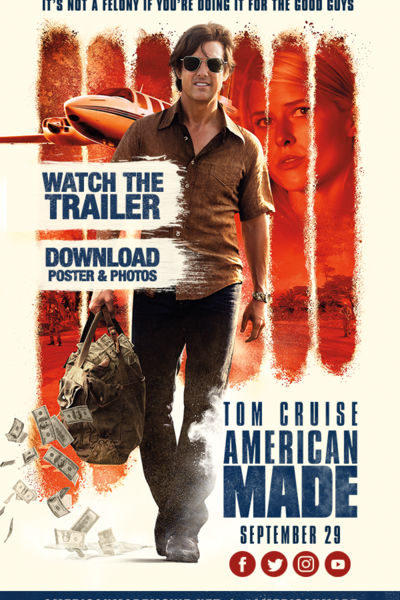 IT'S NOT A FELONY IF YOU'RE DOING IT FOR THE GOOD GUYS
WATCH THE
TRAILER
DOWNLOAD
POSTER & PHOTOS
TOM CRUISE
AMERICAN
MADE
SEPTEMBER 29